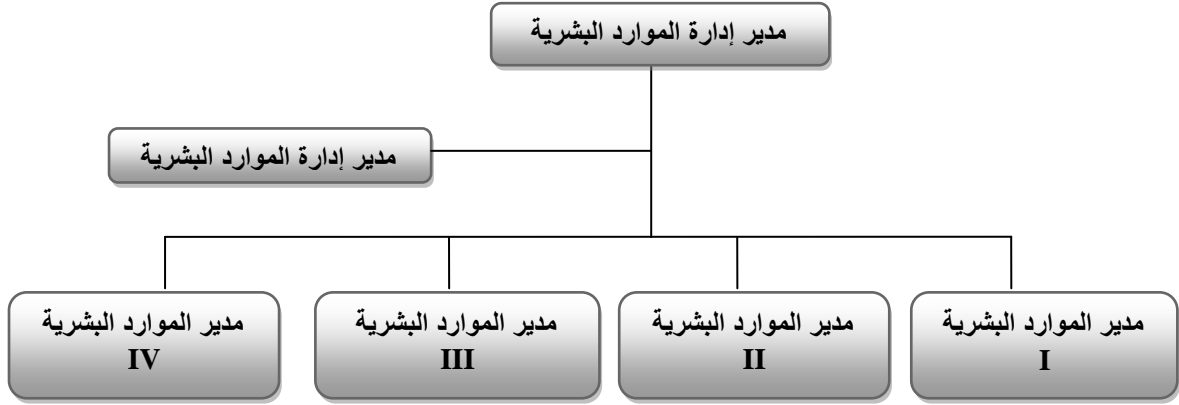 مدير إدارة الموارد البشرية
مدير إدارة الموارد البشرية
مدير الموارد البشرية
I
مدير الموارد البشرية
II
مدير الموارد البشرية
III
مدير الموارد البشرية
IV